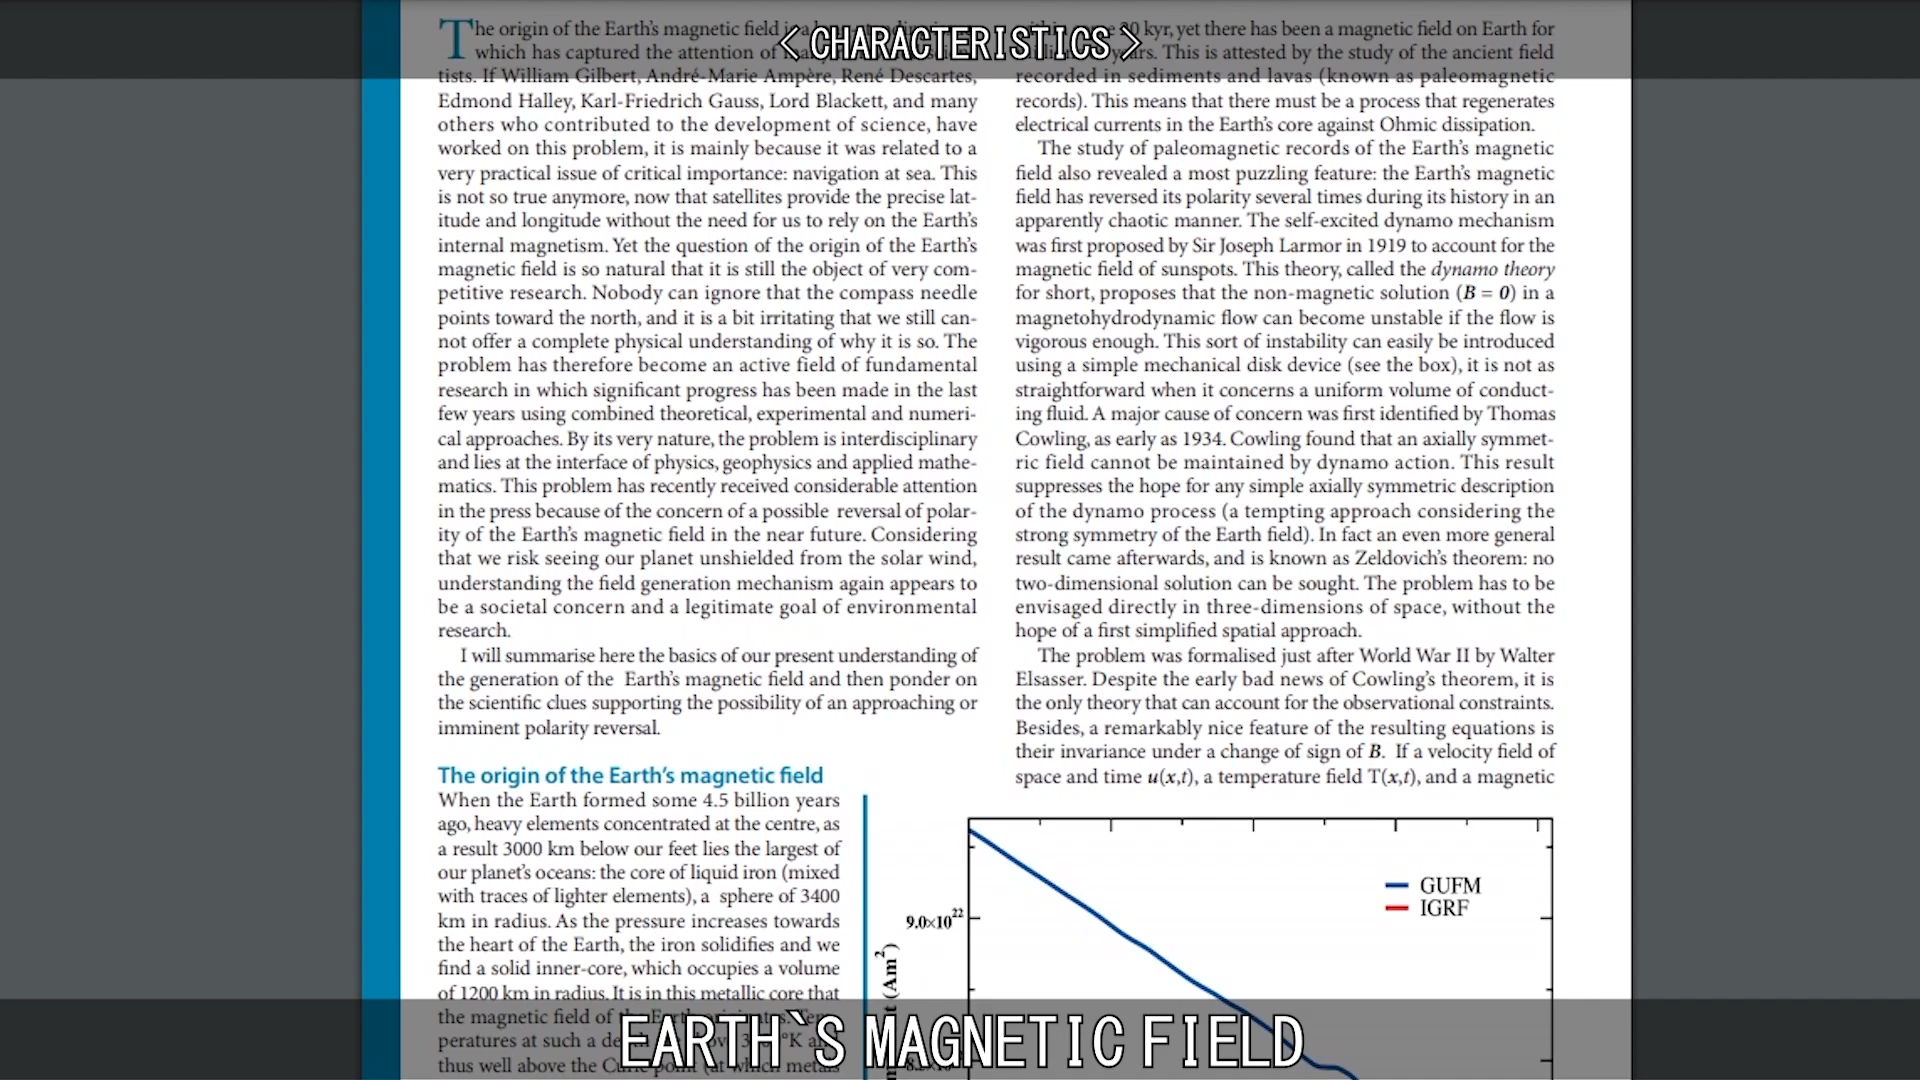 < CHARACTERISTICS >
The origin of the Earth's magnetic field
which has captured the attention of
tists. If William Gilbert, André-Marie Ampère, René Descartes,
Edmond Halley, Karl-Friedrich Gauss, Lord Blackett, and many
others who contributed to the development of science, have
worked on this problem, it is mainly because it was related to a
very practical issue of critical importance: navigation at sea. This
is not so true anymore, now that satellites provide the precise lat-
itude and longitude without the need for us to rely on the Earth's
internal magnetism. Yet the question of the origin of the Earth's
magnetic field is so natural that it is still the object of very com-
petitive research. Nobody can ignore that the compass needle
points toward the north, and it is a bit irritating that we still can-
not offer a complete physical understanding of why it is so. The
problem has therefore become an active field of fundamental
research in which significant progress has been made in the last
few years using combined theoretical, experimental and numeri-
cal approaches. By its very nature, the problem is interdisciplinary
and lies at the interface of physics, geophysics and applied mathe-
matics. This problem has recently received considerable attention
in the press because of the concern of a possible reversal of polar-
ity of the Earth's magnetic field in the near future. Considering
that we risk seeing our planet unshielded from the solar wind,
understanding the field generation mechanism again appears to
be a societal concern and a legitimate goal of environmental
research.
I will summarise here the basics of our present understanding of
the generation of the Earth's magnetic field and then ponder on
the scientific clues supporting the possibility of an approaching or
imminent polarity reversal.
The origin of the Earth's magnetic field
When the Earth formed some 4.5 billion years
ago, heavy elements concentrated at the centre, as
a result 3000 km below our feet lies the largest of
our planet's oceans: the core of liquid iron (mixed
with traces of lighter elements), a sphere of 3400
km in radius. As the pressure increases towards
the heart of the Earth, the iron solidifies and we
find a solid inner-core, which occupies a volume
of 1200 km in radius. It is in this metallic core that
the magnetic field of
peratures at such a
thus well above the Curie point (at which metals
kyr, yet there has been a magnetic field on Earth for
years. This is attested by the study of the ancient field
recorded in sediments and lavas (known as paleomagnetic
records). This means that there must be a process that regenerates
electrical currents in the Earth's core against Ohmic dissipation.
The study of paleomagnetic records of the Earth's magnetic
field also revealed a most puzzling feature: the Earth's magnetic
field has reversed its polarity several times during its history in an
apparently chaotic manner. The self-excited dynamo mechanism
was first proposed by Sir Joseph Larmor in 1919 to account for the
magnetic field of sunspots. This theory, called the dynamo theory
for short, proposes that the non-magnetic solution (B = 0) in a
magnetohydrodynamic flow can become unstable if the flow is
vigorous enough. This sort of instability can easily be introduced
using a simple mechanical disk device (see the box), it is not as
straightforward when it concerns a uniform volume of conduct-
ing fluid. A major cause of concern was first identified by Thomas
Cowling, as early as 1934. Cowling found that an axially symmet-
ric field cannot be maintained by dynamo action. This result
suppresses the hope for any simple axially symmetric description
of the dynamo process (a tempting approach considering the
strong symmetry of the Earth field). In fact an even more general
result came afterwards, and is known as Zeldovich's theorem: no
two-dimensional solution can be sought. The problem has to be
envisaged directly in three-dimensions of space, without the
hope of a first simplified spatial approach.
The problem was formalised just after World War II by Walter
Elsasser. Despite the early bad news of Cowling's theorem, it is
the only theory that can account for the observational constraints.
Besides, a remarkably nice feature of the resulting equations is
their invariance under a change of sign of B. If a velocity field of
space and time u(x,t), a temperature field T(x,t), and a magnetic
GUFM
IGRF
9.0×10²²
(Am²)
EARTH`S MAGNETIC FIELD